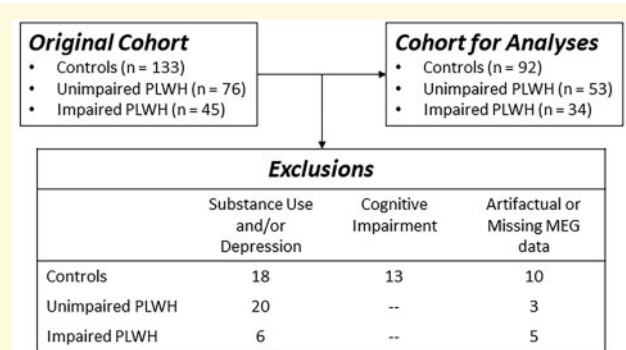 Original Cohort
• Controls (n = 133)
• Unimpaired PLWH (n = 76)
• Impaired PLWH (n = 45)
Cohort for Analyses
• Controls (n = 92)
• Unimpaired PLWH (n = 53)
• Impaired PLWH (n = 34)
Exclusions
Substance Use and/or Depression Cognitive Impairment Artifactual or Missing MEG data
Controls 18 13 10
Unimpaired PLWH 20 -- 3
Impaired PLWH 6 -- 5